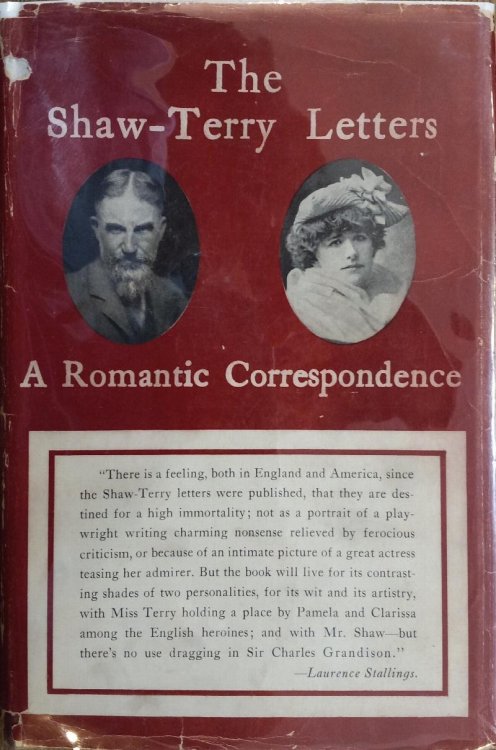 The
Shaw-Terry Letters
A Romantic Correspondence
"There is a feeling, both in England and America, since
the Shaw-Terry letters were published, that they are des-
tined for a high immortality; not as a portrait of a play-
wright writing charming nonsense relieved by ferocious
criticism, or because of an intimate picture of a great actress
teasing her admirer. But the book will live for its contrast-
ing shades of two personalities, for its wit and its artistry,
with Miss Terry holding a place by Pamela and Clarissa
among the English heroines; and with Mr. Shaw—but
there's no use dragging in Sir Charles Grandison."
—Laurence Stallings.